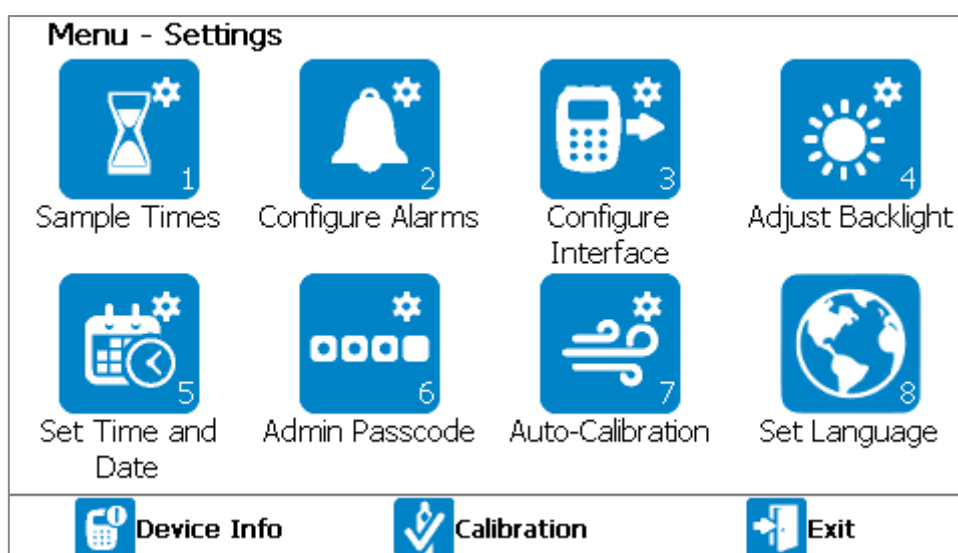 Menu - Settings
1 2 3 4
Sample Times Configure Alarms Configure Interface Adjust Backlight
5 6 7 8
Set Time and Date Admin Passcode Auto-Calibration Set Language
Device Info Calibration Exit